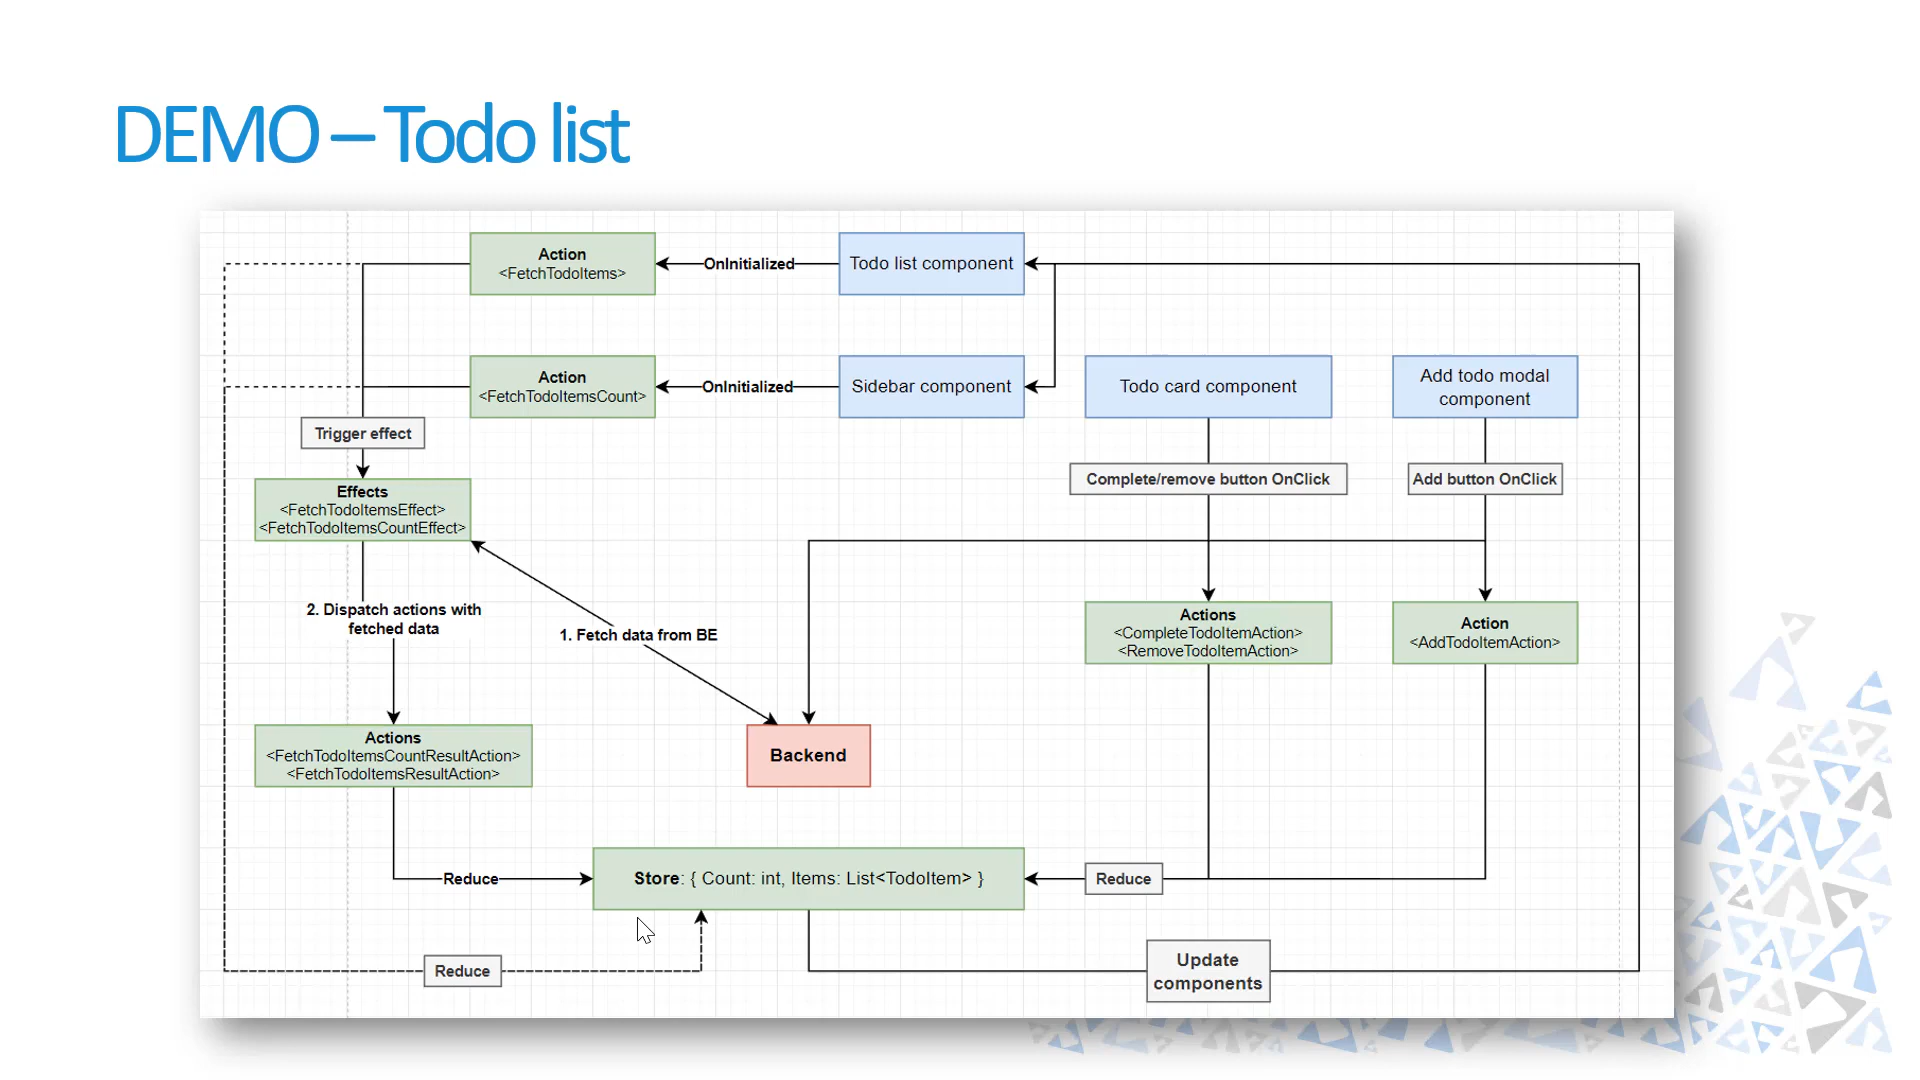 DEMO – Todo list
Action
<FetchTodoItems>
OnInitialized
Todo list component
Action
<FetchTodoItemsCount>
OnInitialized
Sidebar component
Todo card component
Add todo modal
component
Trigger effect
Complete/remove button OnClick
Add button OnClick
Effects
<FetchTodoItemsEffect>
<FetchTodoItemsCountEffect>
2. Dispatch actions with
fetched data
1. Fetch data from BE
Actions
<CompleteTodoItemAction>
<RemoveTodoItemAction>
Action
<AddTodoItemAction>
Actions
<FetchTodoItemsCountResultAction>
<FetchTodoItemsResultAction>
Backend
Reduce
Store: { Count: int, Items: List<TodoItem> }
Reduce
Reduce
Update
components